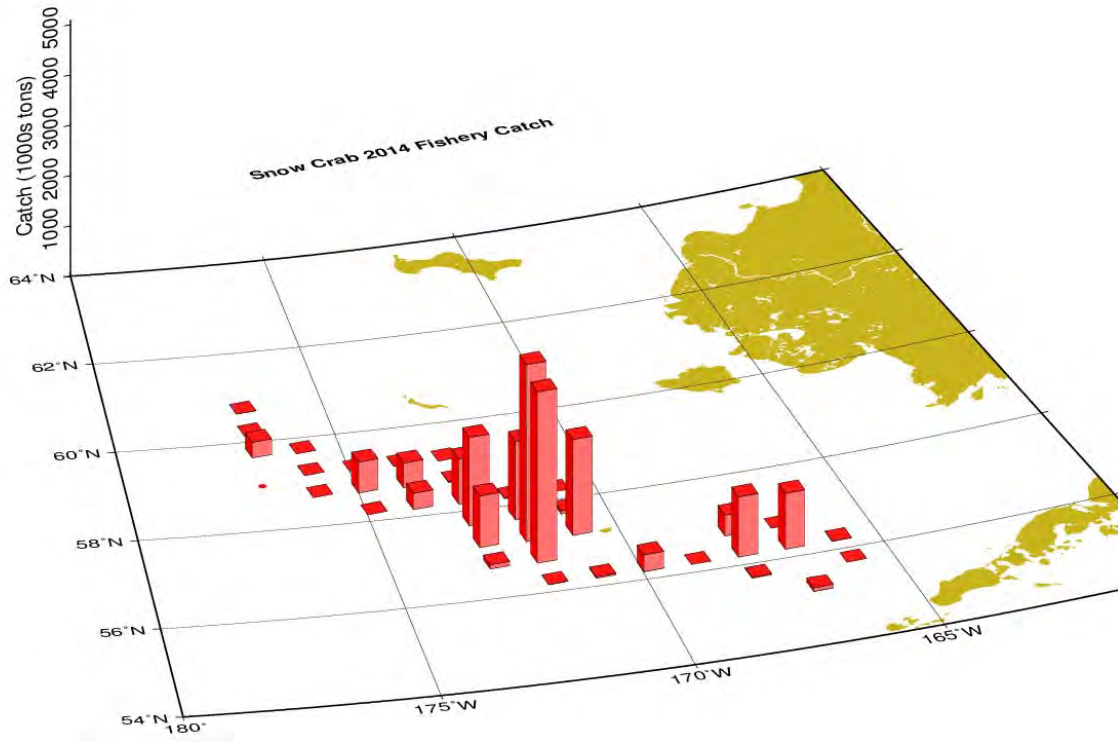 Catch (1000s tons)
5000
4000
3000
2000
1000
Snow Crab 2014 Fishery Catch
64°N
62°N
60°N
58°N
56°N
54°N
180°
175°W
170°W
165°W